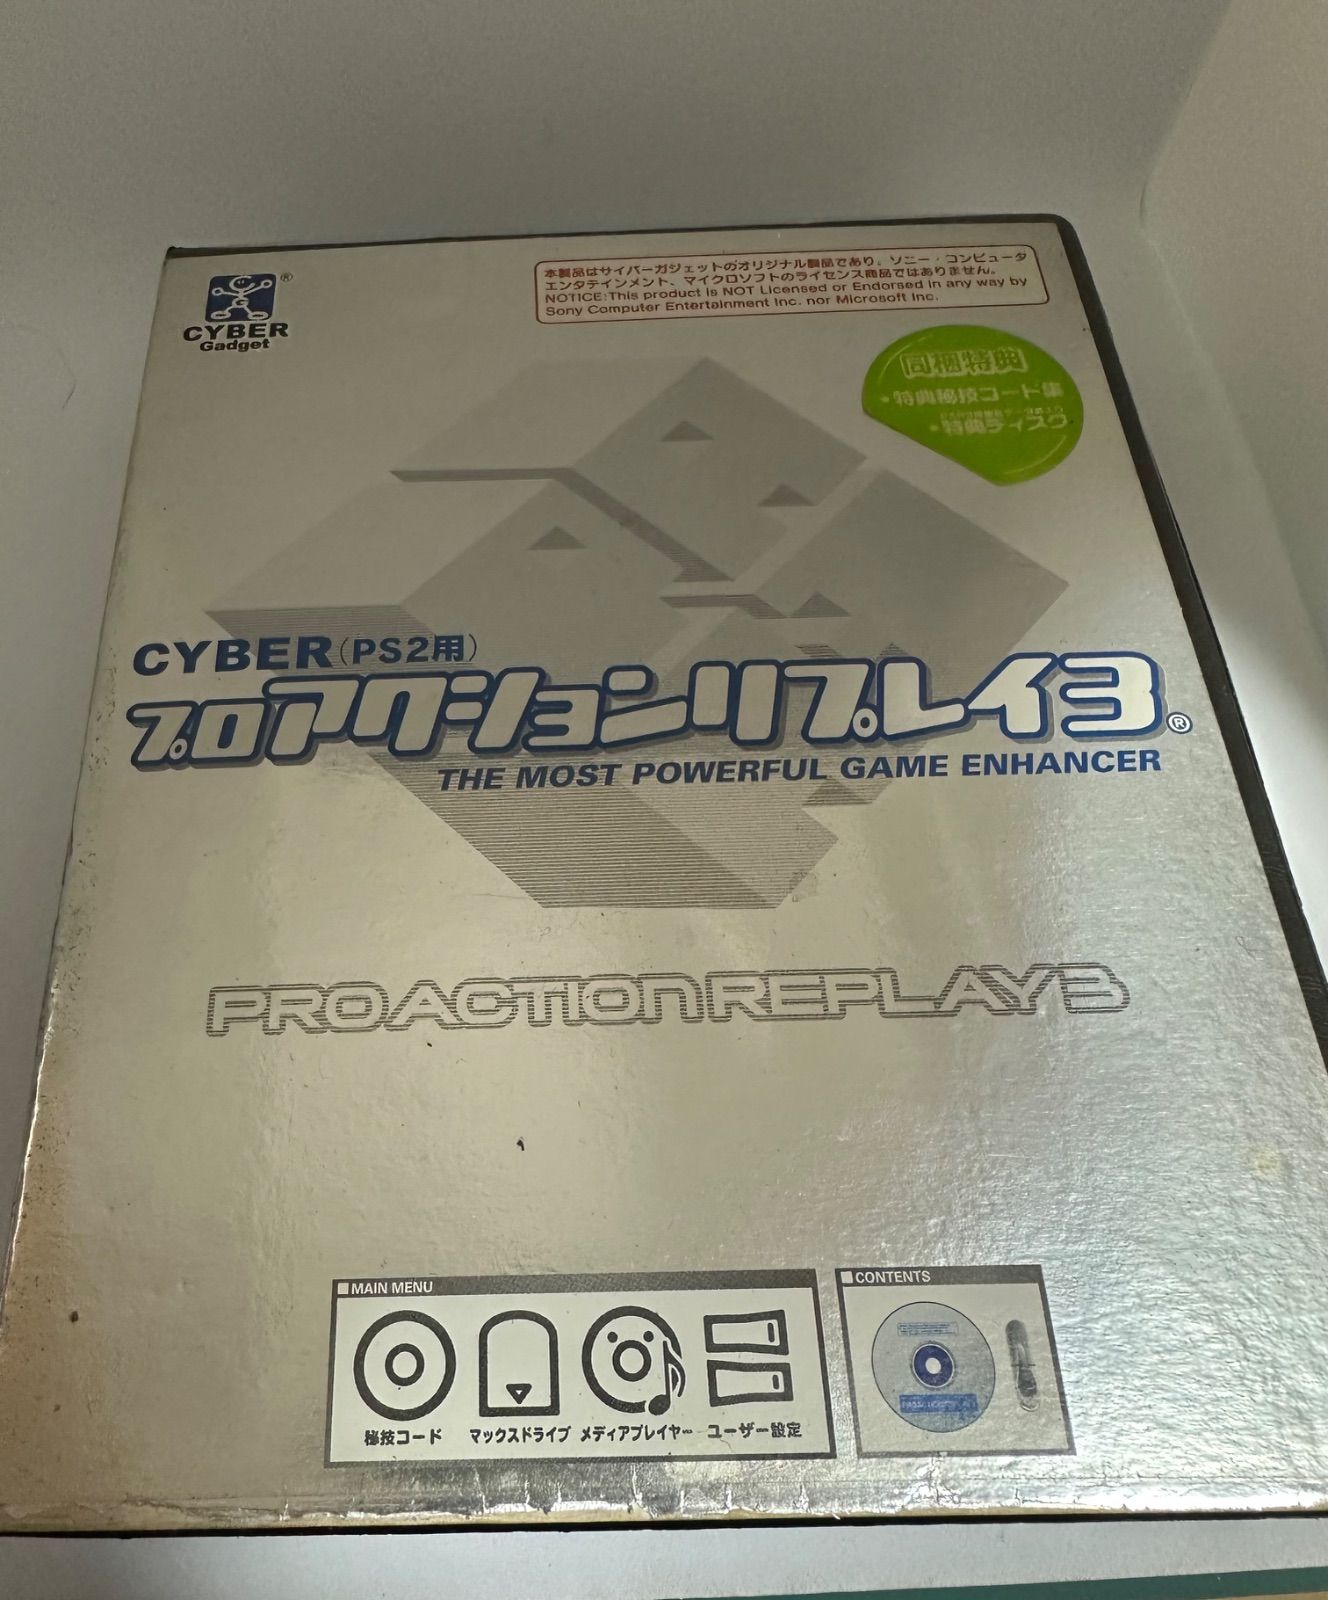 CYBER
Gadget
®
本製品はサイバーガジェットのオリジナル製品であり、ソニー・コンピュータ
エンタテインメント、マイクロソフトのライセンス商品ではありません。
NOTICE:This product is NOT Licensed or Endorsed in any way by
Sony Computer Entertainment Inc. nor Microsoft Inc.
同梱特典
・特典秘技コード集
・特典ディスク
CYBER(PS2用)
プロアクションリプレイ3®
THE MOST POWERFUL GAME ENHANCER
PRO ACTION REPLAY 3
■MAIN MENU
秘技コード マックスドライブ メディアプレイヤー ユーザー設定
■CONTENTS